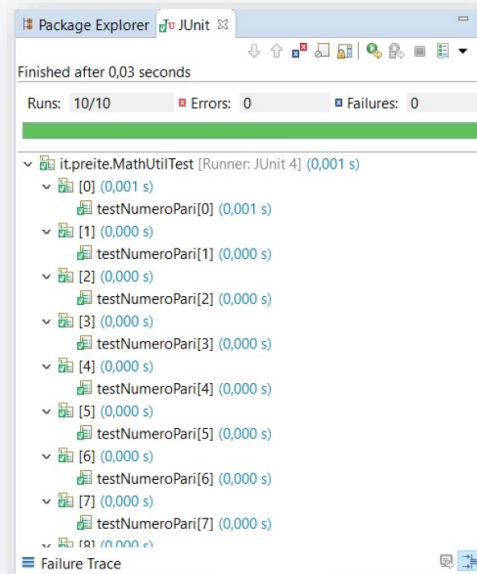 Package Explorer JUnit
Finished after 0,03 seconds
Runs: 10/10 Errors: 0 Failures: 0
it.preite.MathUtilTest [Runner: JUnit 4] (0,001 s)
[0] (0,001 s)
testNumeroPari[0] (0,001 s)
[1] (0,000 s)
testNumeroPari[1] (0,000 s)
[2] (0,000 s)
testNumeroPari[2] (0,000 s)
[3] (0,000 s)
testNumeroPari[3] (0,000 s)
[4] (0,000 s)
testNumeroPari[4] (0,000 s)
[5] (0,000 s)
testNumeroPari[5] (0,000 s)
[6] (0,000 s)
testNumeroPari[6] (0,000 s)
[7] (0,000 s)
testNumeroPari[7] (0,000 s)
[8] (0,000 s)
Failure Trace